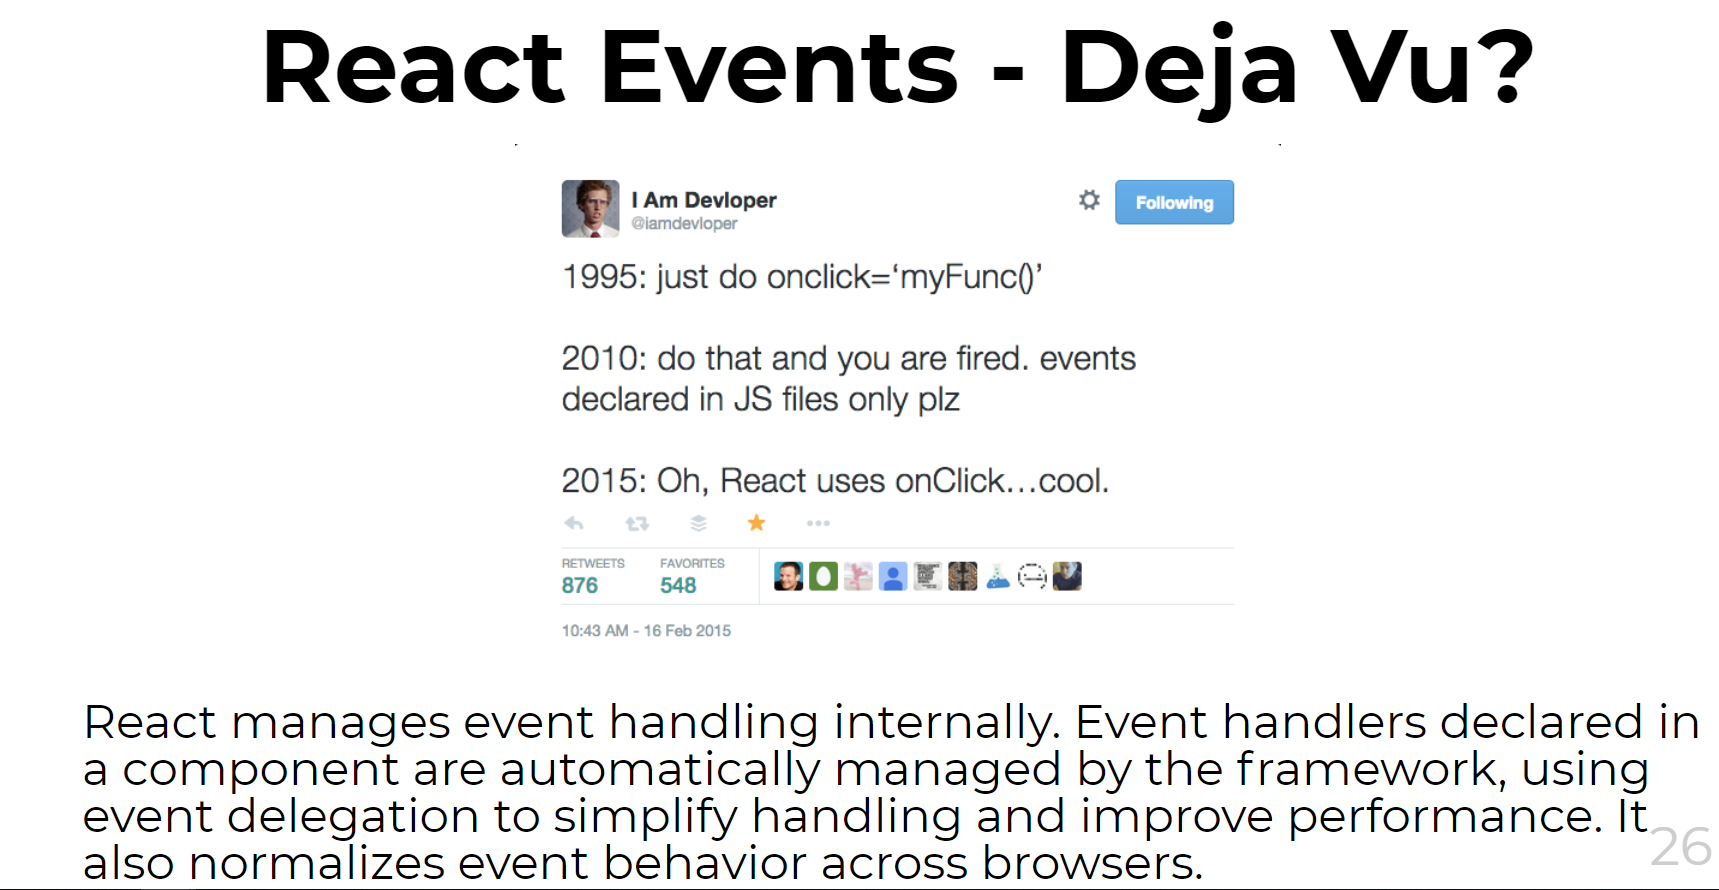 React Events - Deja Vu?
I Am Devloper
@iamdevloper
Following
1995: just do onclick=‘myFunc()’
2010: do that and you are fired. events
declared in JS files only plz
2015: Oh, React uses onClick…cool.
RETWEETS
FAVORITES
876
548
10:43 AM - 16 Feb 2015
React manages event handling internally. Event handlers declared in
a component are automatically managed by the framework, using
event delegation to simplify handling and improve performance. It
also normalizes event behavior across browsers.
26